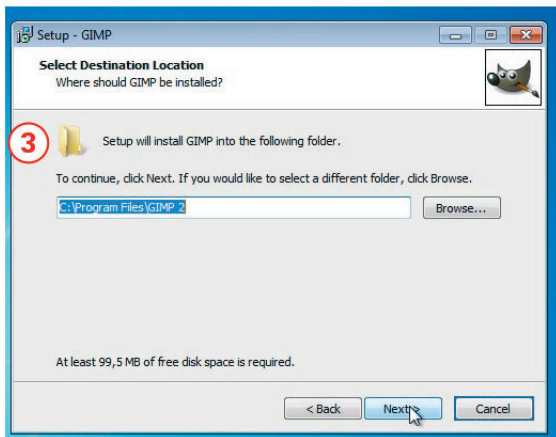 Setup - GIMP
Select Destination Location
Where should GIMP be installed?
3
Setup will install GIMP into the following folder.
To continue, click Next. If you would like to select a different folder, click Browse.
C:\Program Files\GIMP 2
Browse...
At least 99,5 MB of free disk space is required.
< Back
Next >
Cancel